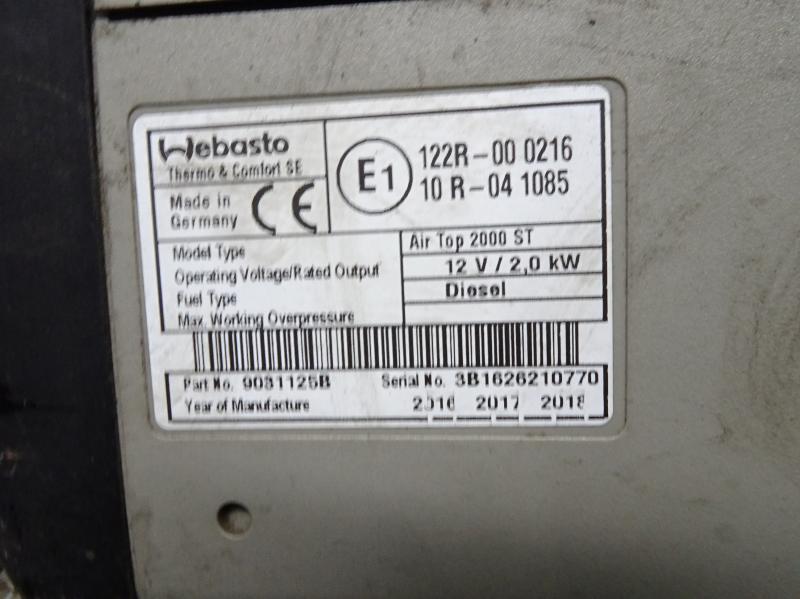 Webasto
Thermo & Comfort SE
Made in
Germany
CE
E1
122R-00 0216
10 R-04 1085
Model Type
Air Top 2000 ST
Operating Voltage/Rated Output
12 V / 2,0 kW
Fuel Type
Diesel
Max. Working Overpressure
Part No. 9031125B
Serial No. 3B1626210770
Year of Manufacture
2016 2017 2018